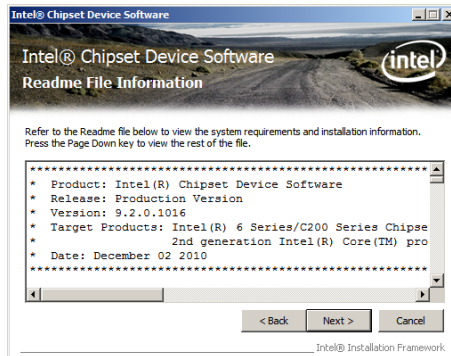 Intel® Chipset Device Software
Intel® Chipset Device Software
intel
Readme File Information
Refer to the Readme file below to view the system requirements and installation information.
Press the Page Down key to view the rest of the file.
************************************************************
* Product: Intel(R) Chipset Device Software
* Release: Production Version
* Version: 9.2.0.1016
* Target Products: Intel(R) 6 Series/C200 Series Chipse
* 2nd generation Intel(R) Core(TM) pro
* Date: December 02 2010
************************************************************
< Back Next > Cancel
Intel® Installation Framework